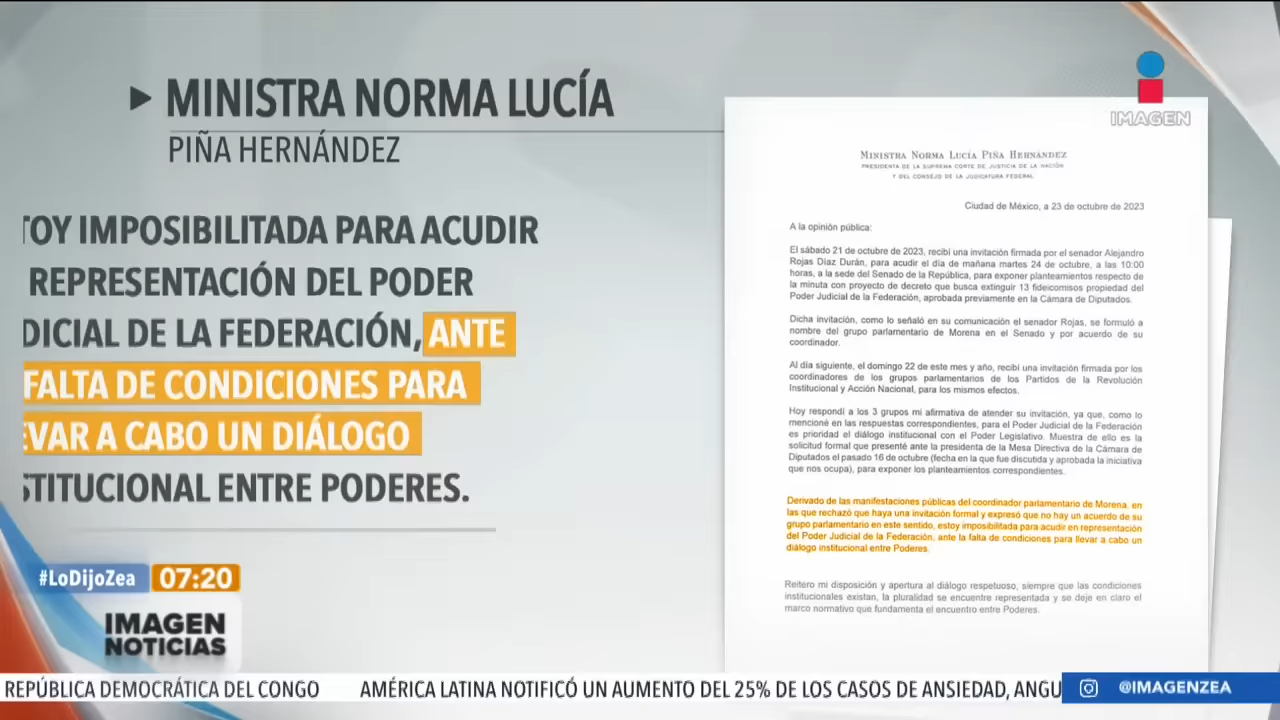 MINISTRA NORMA LUCÍA
PIÑA HERNÁNDEZ
TOY IMPOSIBILITADA PARA ACUDIR
REPRESENTACIÓN DEL PODER
DICIAL DE LA FEDERACIÓN, ANTE
FALTA DE CONDICIONES PARA
EVAR A CABO UN DIÁLOGO
STITUCIONAL ENTRE PODERES.
IMAGEN
MINISTRA NORMA LUCÍA PIÑA HERNÁNDEZ
PRESIDENTA DE LA SUPREMA CORTE DE JUSTICIA DE LA NACIÓN
Y DEL CONSEJO DE LA JUDICATURA FEDERAL
Ciudad de México, a 23 de octubre de 2023
A la opinión pública:
El sábado 21 de octubre de 2023, recibí una invitación firmada por el senador Alejandro
Rojas Díaz Durán, para acudir el día de mañana martes 24 de octubre, a las 10:00
horas, a la sede del Senado de la República, para exponer planteamientos respecto de
la minuta con proyecto de decreto que busca extinguir 13 fideicomisos propiedad del
Poder Judicial de la Federación, aprobada previamente en la Cámara de Diputados.
Dicha invitación, como lo señaló en su comunicación el senador Rojas, se formuló a
nombre del grupo parlamentario de Morena en el Senado y por acuerdo de su
coordinador.
Al día siguiente, el domingo 22 de este mes y año, recibí una invitación firmada por los
coordinadores de los grupos parlamentarios de los Partidos de la Revolución
Institucional y Acción Nacional, para los mismos efectos.
Hoy respondí a los 3 grupos mi afirmativa de atender su invitación, ya que, como lo
mencioné en las respuestas correspondientes, para el Poder Judicial de la Federación
es prioridad el diálogo institucional con el Poder Legislativo. Muestra de ello es la
solicitud formal que presenté ante la presidenta de la Mesa Directiva de la Cámara de
Diputados el pasado 16 de octubre (fecha en la que fue discutida y aprobada la iniciativa
que nos ocupa), para exponer los planteamientos correspondientes.
Derivado de las manifestaciones públicas del coordinador parlamentario de Morena, en
las que rechazó que haya una invitación formal y expresó que no hay un acuerdo de su
grupo parlamentario en este sentido, estoy imposibilitada para acudir en representación
del Poder Judicial de la Federación, ante la falta de condiciones para llevar a cabo un
diálogo institucional entre Poderes.
Reitero mi disposición y apertura al diálogo respetuoso, siempre que las condiciones
institucionales existan, la pluralidad se encuentre representada y se deje en claro el
marco normativo que fundamenta el encuentro entre Poderes.
#LoDijoZea 07:20
IMAGEN
NOTICIAS
REPÚBLICA DEMOCRÁTICA DEL CONGO AMÉRICA LATINA NOTIFICÓ UN AUMENTO DEL 25% DE LOS CASOS DE ANSIEDAD, ANGU @IMAGENZEA